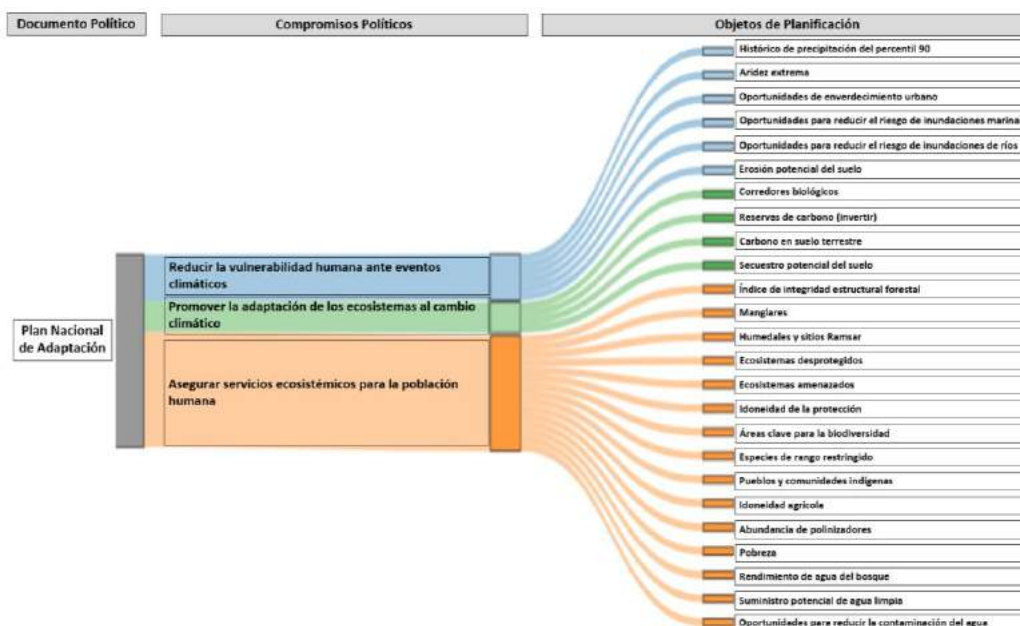 Documento Político
Compromisos Políticos
Objetos de Planificación
Plan Nacional
de Adaptación
Reducir la vulnerabilidad humana ante eventos
climáticos
Promover la adaptación de los ecosistemas al cambio
climático
Asegurar servicios ecosistémicos para la población
humana
Histórico de precipitación del percentil 90
Aridez extrema
Oportunidades de enverdecimiento urbano
Oportunidades para reducir el riesgo de inundaciones marina
Oportunidades para reducir el riesgo de inundaciones de ríos
Erosión potencial del suelo
Corredores biológicos
Reservas de carbono (invertir)
Carbono en suelo terrestre
Secuestro potencial del suelo
Índice de integridad estructural forestal
Manglares
Humedales y sitios Ramsar
Ecosistemas desprotegidos
Ecosistemas amenazados
Idoneidad de la protección
Áreas clave para la biodiversidad
Especies de rango restringido
Pueblos y comunidades indígenas
Idoneidad agrícola
Abundancia de polinizadores
Pobreza
Rendimiento de agua del bosque
Suministro potencial de agua limpia
Oportunidades para reducir la contaminación del agua